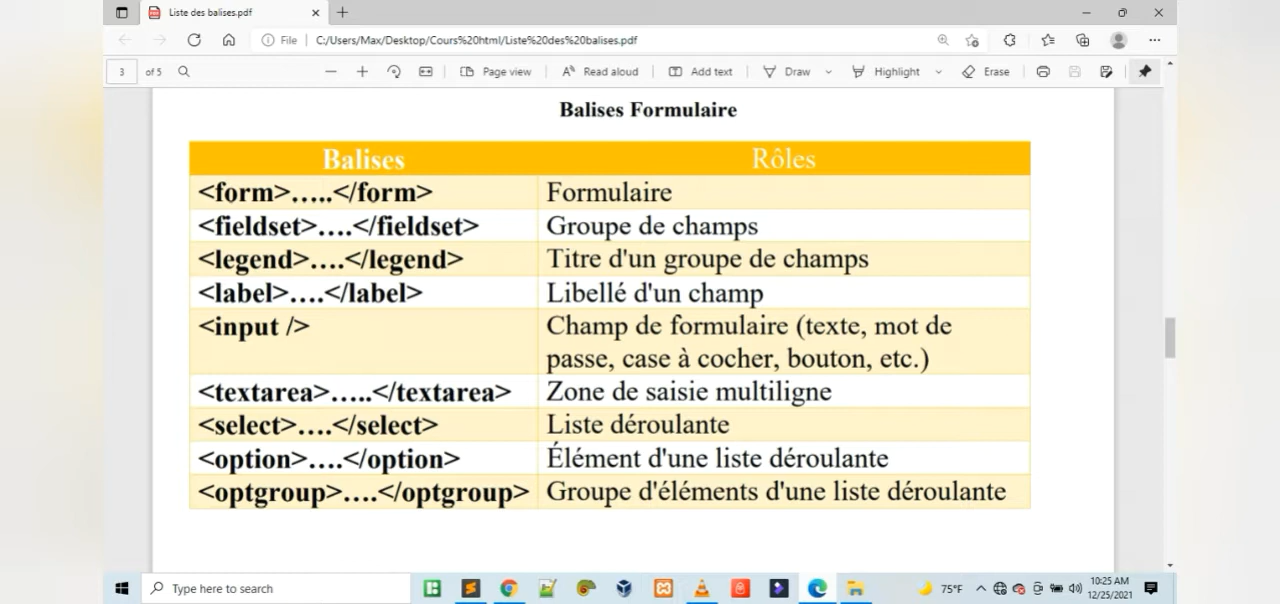 Liste des balises.pdf
File | C:/Users/Max/Desktop/Cours%20html/Liste%20des%20balises.pdf
3 of 5 Page view Read aloud Add text Draw Highlight Erase
Balises Formulaire
Balises Rôles
<form>…..</form> Formulaire
<fieldset>….</fieldset> Groupe de champs
<legend>….</legend> Titre d'un groupe de champs
<label>….</label> Libellé d'un champ
<input /> Champ de formulaire (texte, mot de
passe, case à cocher, bouton, etc.)
<textarea>…..</textarea> Zone de saisie multiligne
<select>….</select> Liste déroulante
<option>….</option> Élément d'une liste déroulante
<optgroup>….</optgroup> Groupe d'éléments d'une liste déroulante
Type here to search 75°F 10:25 AM
12/25/2021